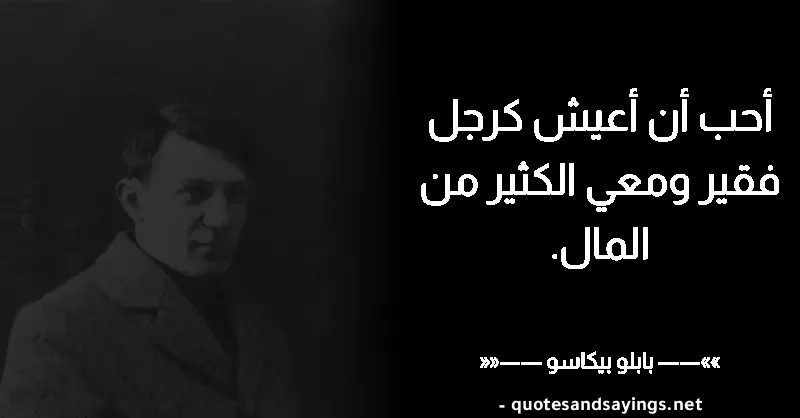 أحب أن أعيش كرجل
فقير ومعي الكثير من
المال.
»»—— بابلو بيكاسو ——««
- quotesandsayings.net